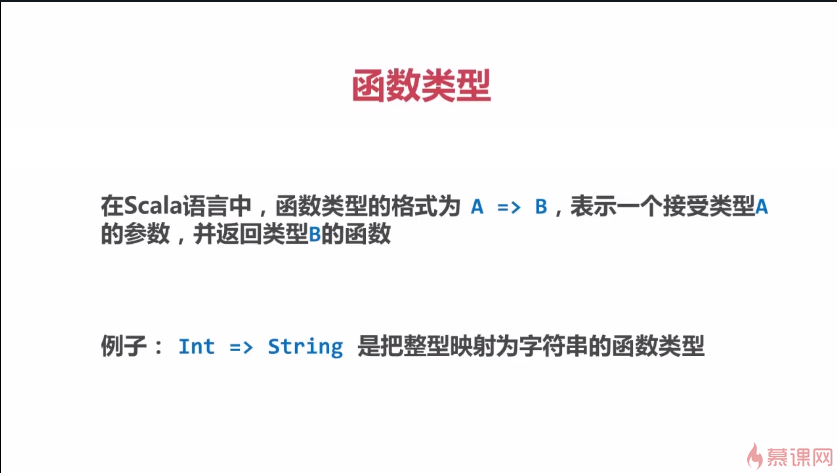 函数类型
在Scala语言中，函数类型的格式为 A => B，表示一个接受类型A
的参数，并返回类型B的函数
例子： Int => String 是把整型映射为字符串的函数类型
慕课网